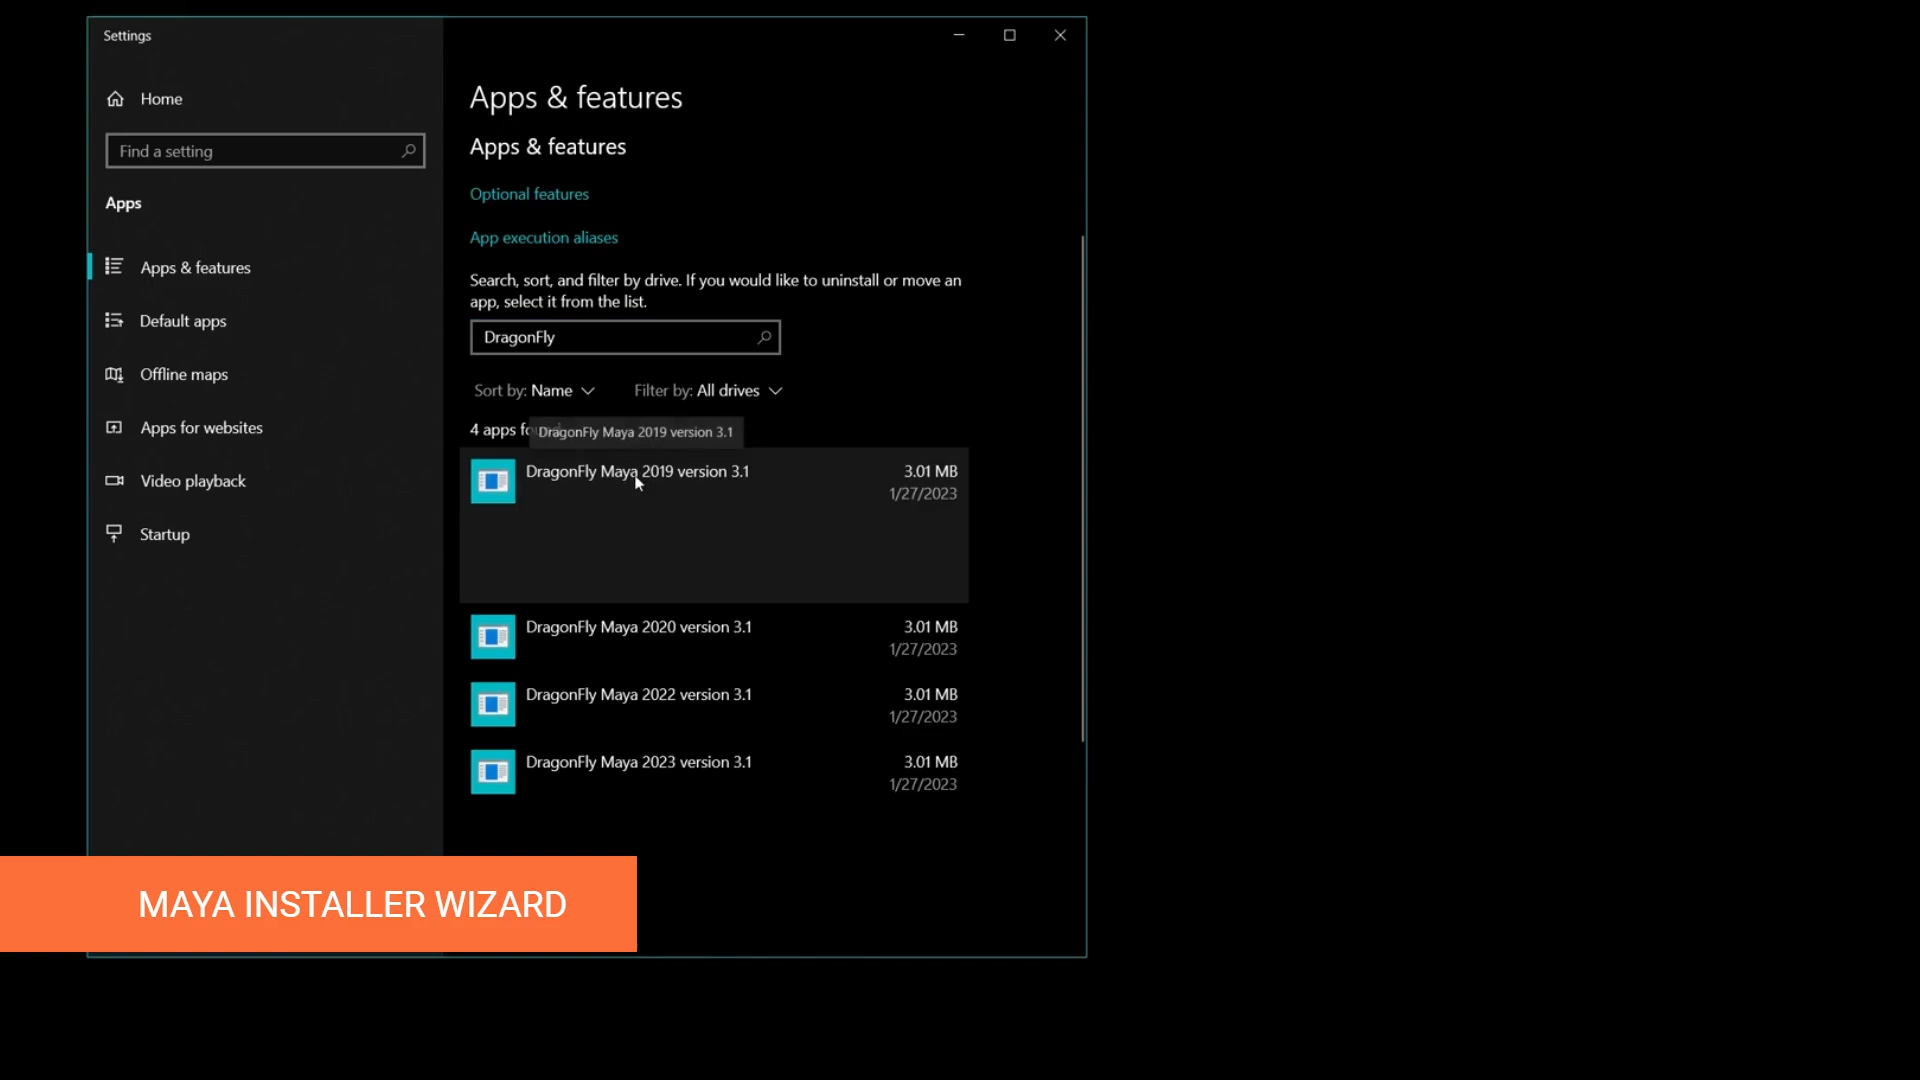 Settings
Home
Find a setting
Apps
Apps & features
Default apps
Offline maps
Apps for websites
Video playback
Startup
Apps & features
Apps & features
Optional features
App execution aliases
Search, sort, and filter by drive. If you would like to uninstall or move an
app, select it from the list.
DragonFly
Sort by: Name
Filter by: All drives
4 apps
DragonFly Maya 2019 version 3.1
DragonFly Maya 2019 version 3.1
3.01 MB
1/27/2023
DragonFly Maya 2020 version 3.1
3.01 MB
1/27/2023
DragonFly Maya 2022 version 3.1
3.01 MB
1/27/2023
DragonFly Maya 2023 version 3.1
3.01 MB
1/27/2023
MAYA INSTALLER WIZARD